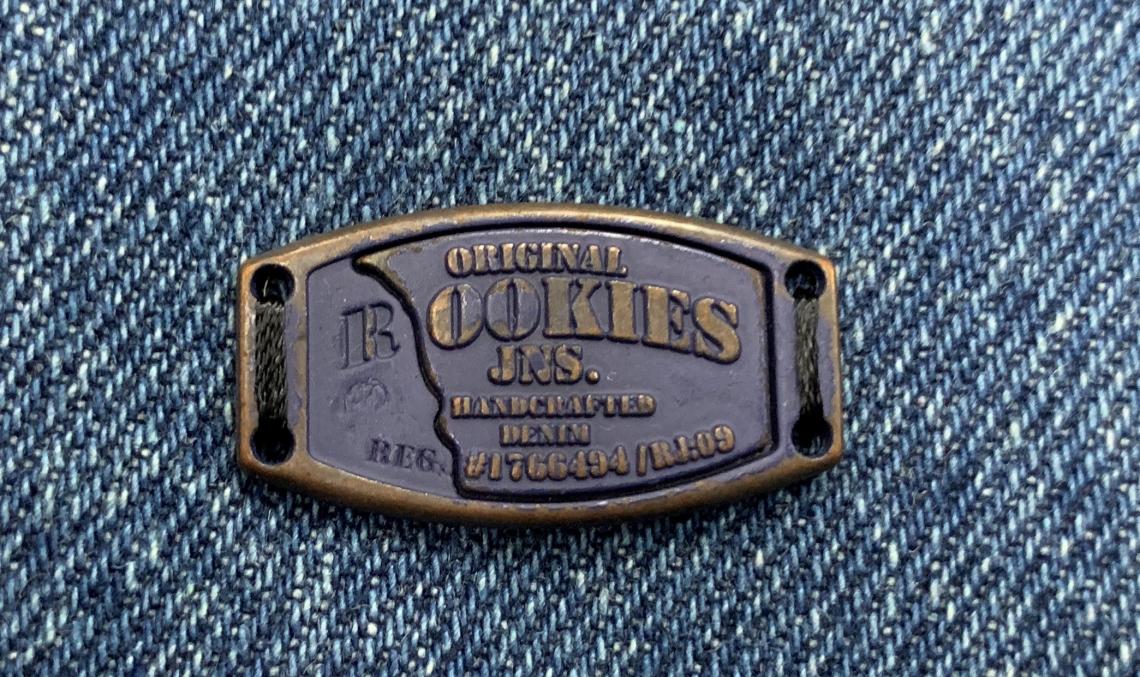 ORIGINAL
ROOKIES
JNS.
HANDCRAFTED
DENIM
REG. #1766494 / RJ:09